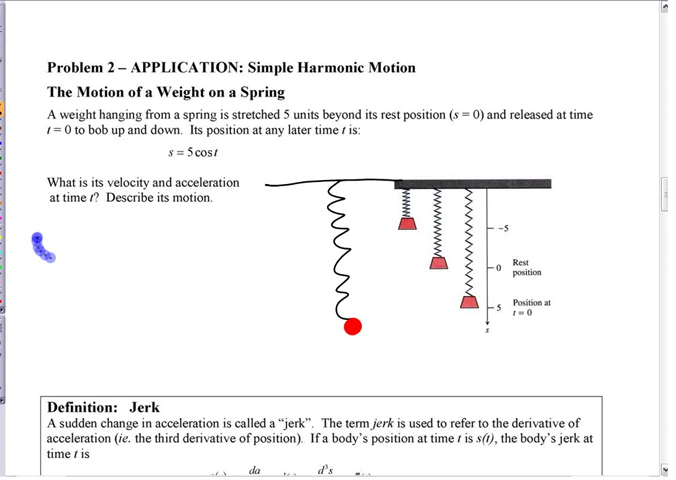 Problem 2 – APPLICATION: Simple Harmonic Motion
The Motion of a Weight on a Spring
A weight hanging from a spring is stretched 5 units beyond its rest position (s = 0) and released at time
t = 0 to bob up and down. Its position at any later time t is:
s = 5 cos t
What is its velocity and acceleration
at time t? Describe its motion.
-5
0 Rest
position
5 Position at
t = 0
s
Definition: Jerk
A sudden change in acceleration is called a “jerk”. The term jerk is used to refer to the derivative of
acceleration (ie. the third derivative of position). If a body’s position at time t is s(t), the body’s jerk at
time t is
da d³s